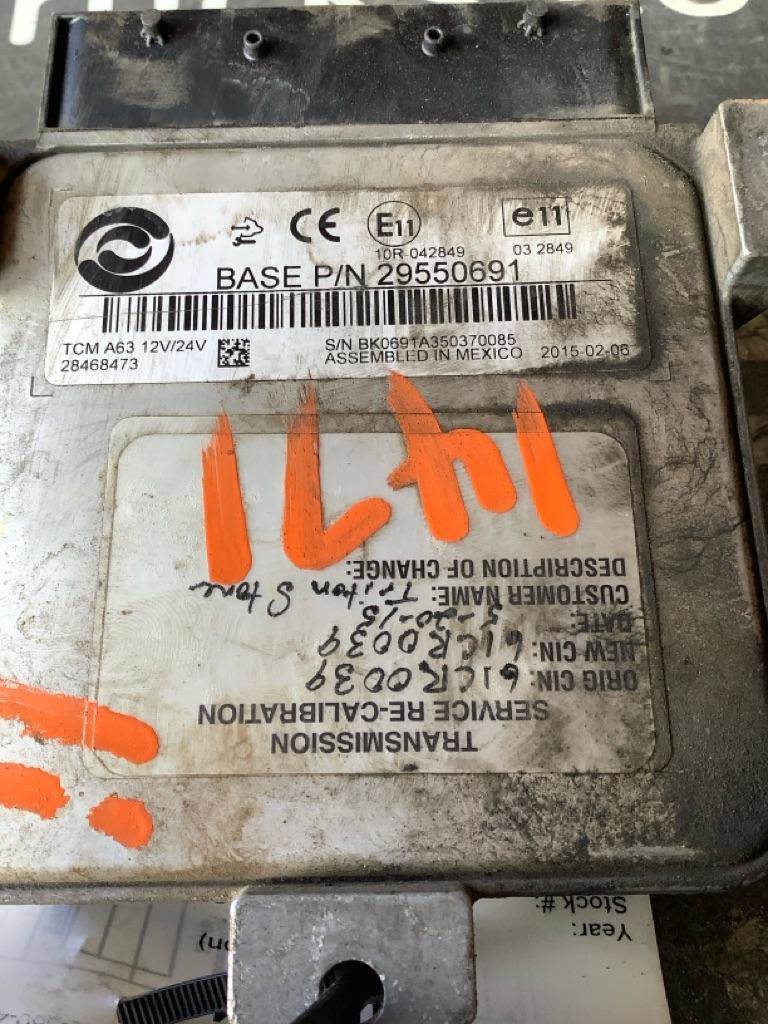 CE E11 e11
10R-042849 03 2849
BASE P/N 29550691
TCM A63 12V/24V S/N BK0691A350370085
28468473 ASSEMBLED IN MEXICO 2015-02-06
TRANSMISSION
SERVICE RE-CALIBRATION
ORIG CIN: 61CR0039
NEW CIN: 61CR0039
DATE: 5-20-15
CUSTOMER NAME: Triton Stone
DESCRIPTION OF CHANGE:
1471
Year:
Stock #: